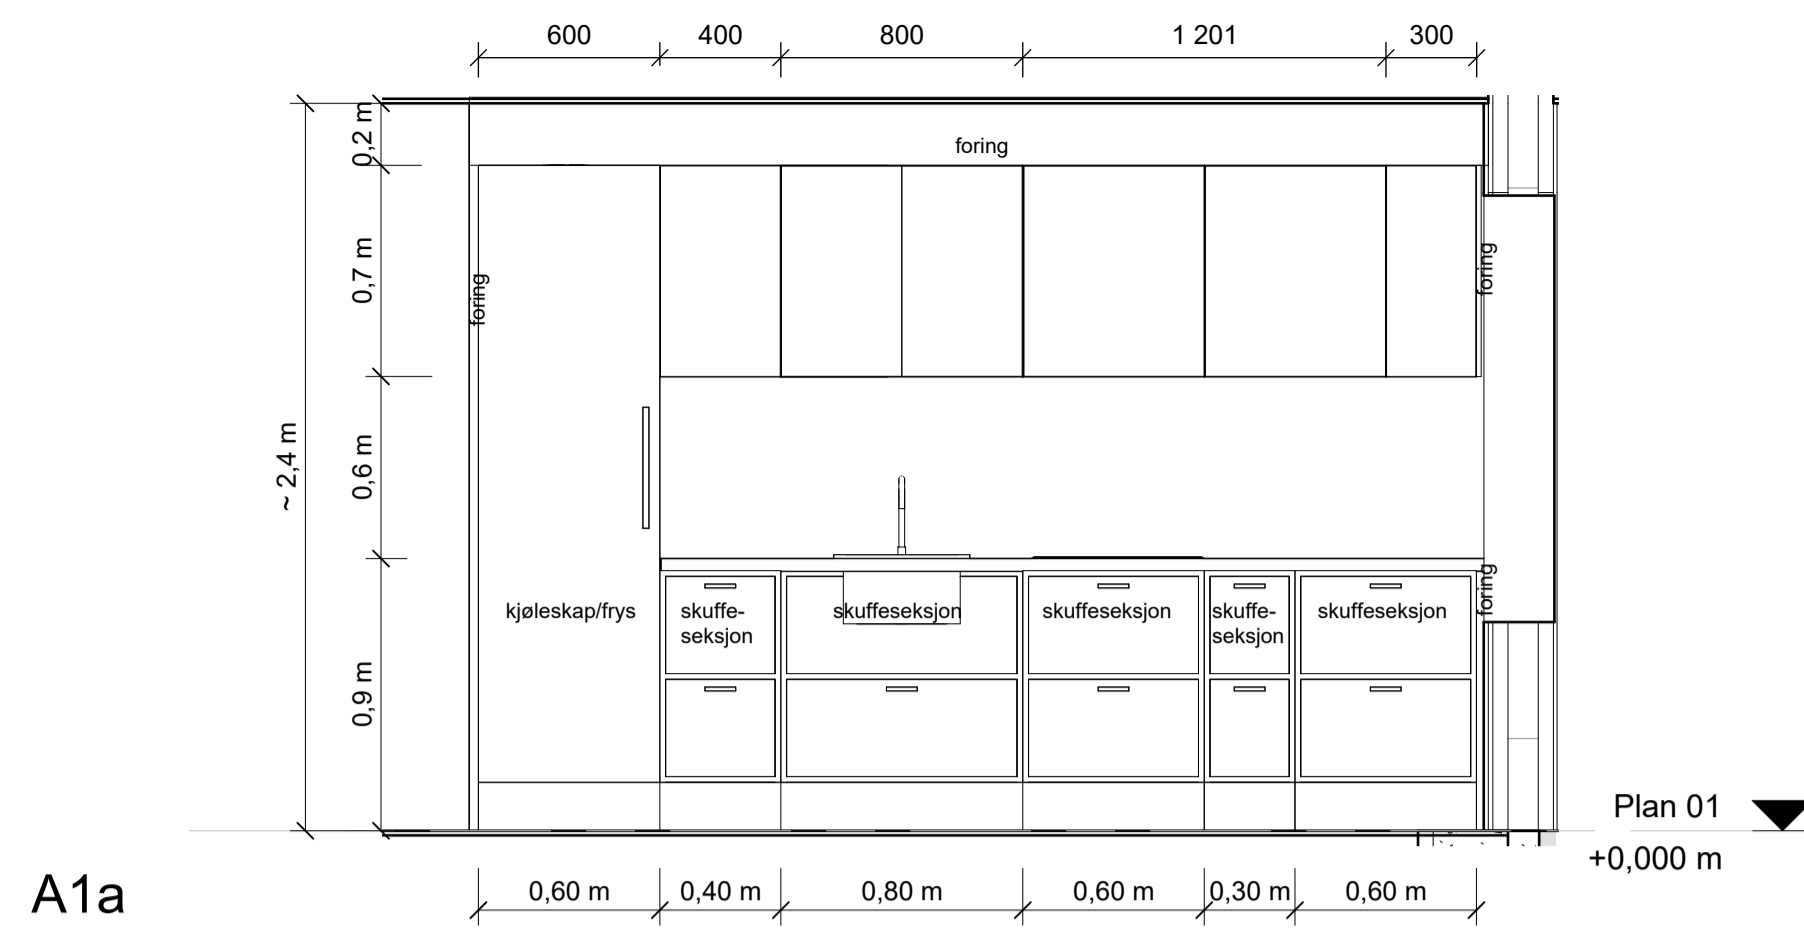 600
400
800
1 201
300
0,2 m
foring
0,7 m
foring
foring
~ 2,4 m
0,6 m
kjøleskap/frys
skuffe-
seksjon
skuffeseksjon
skuffeseksjon
skuffe-
seksjon
skuffeseksjon
foring
0,9 m
Plan 01
+0,000 m
A1a
0,60 m
0,40 m
0,80 m
0,60 m
0,30 m
0,60 m